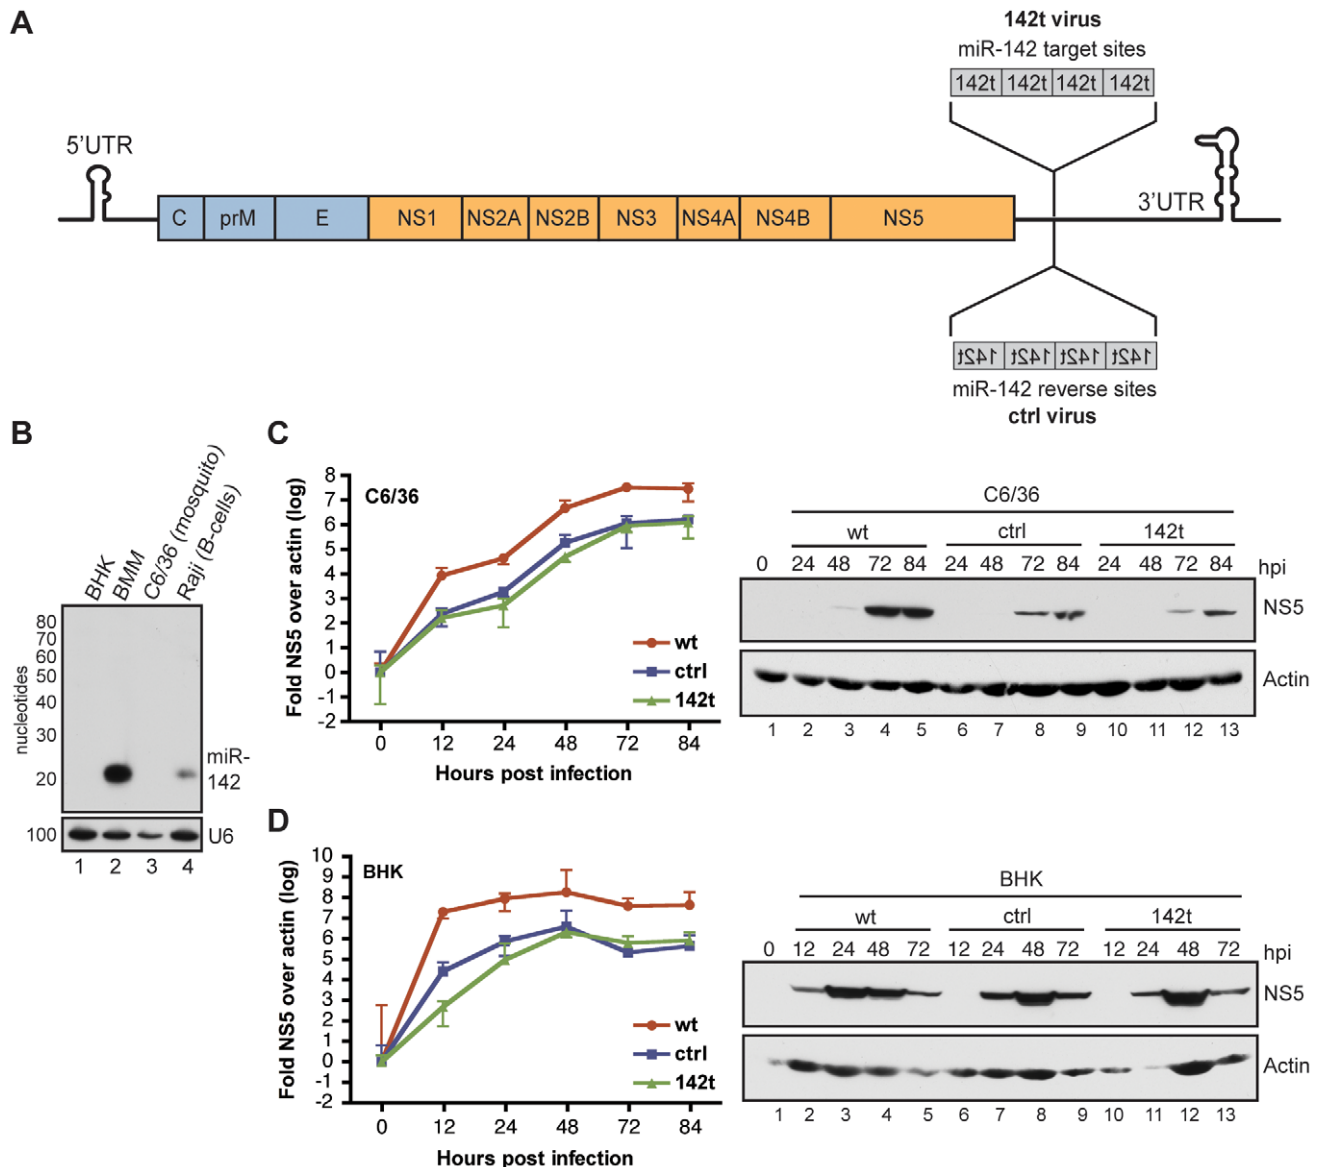 A
142t virus
miR-142 target sites
142t 142t 142t 142t
5'UTR
3'UTR
C prM E NS1 NS2A NS2B NS3 NS4A NS4B NS5
142t 142t 142t 142t
miR-142 reverse sites
ctrl virus
B
BHK
BMM
C6/36 (mosquito)
Raji (B-cells)
nucleotides
80
70
60
50
40
30
20
miR-
142
100
U6
1 2 3 4
C
C6/36
Fold NS5 over actin (log)
8
7
6
5
4
3
2
1
0
-1
-2
wt
ctrl
142t
0 12 24 48 72 84
Hours post infection
C6/36
wt ctrl 142t
0 24 48 72 84 24 48 72 84 24 48 72 84 hpi
NS5
Actin
1 2 3 4 5 6 7 8 9 10 11 12 13
D
BHK
Fold NS5 over actin (log)
10
9
8
7
6
5
4
3
2
1
0
-1
-2
wt
ctrl
142t
0 12 24 48 72 84
Hours post infection
BHK
wt ctrl 142t
0 12 24 48 72 12 24 48 72 12 24 48 72 hpi
NS5
Actin
1 2 3 4 5 6 7 8 9 10 11 12 13